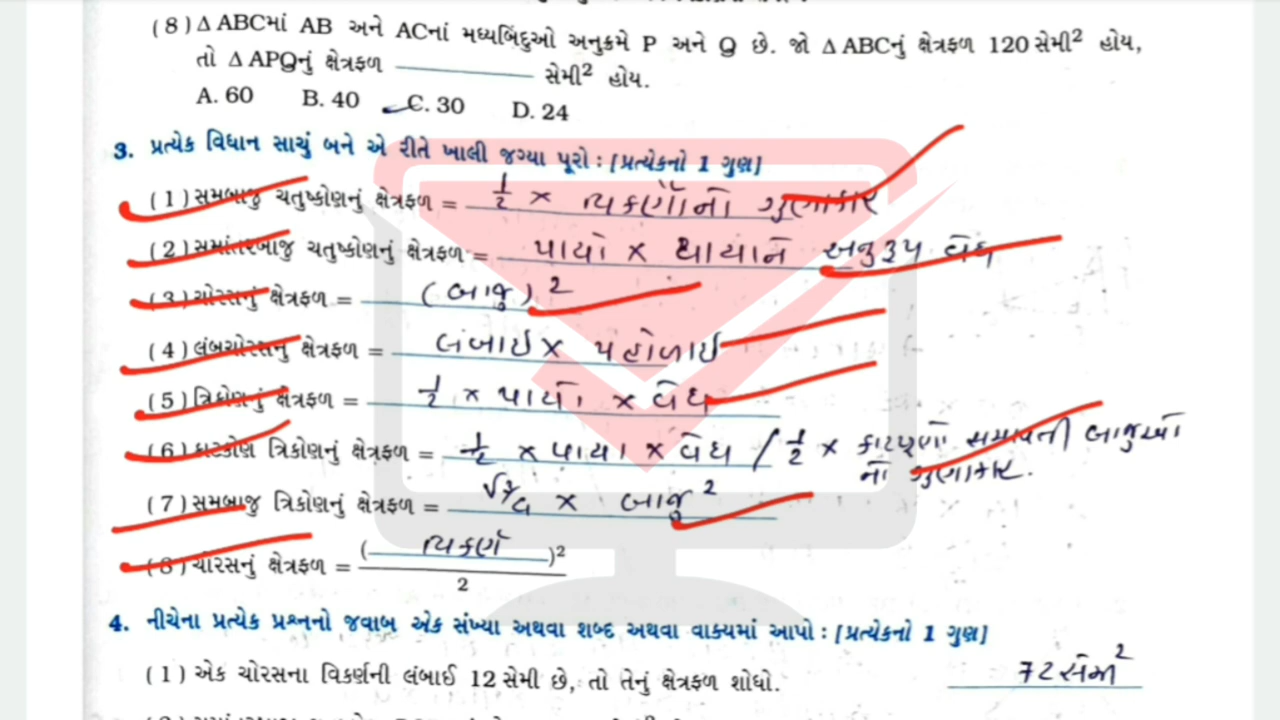 (8) Δ ABCમાં AB અને ACનાં મધ્યબિંદુઓ અનુક્રમે P અને Q છે. જો Δ ABCનું ક્ષેત્રફળ 120 સેમી² હોય,
તો Δ APQનું ક્ષેત્રફળ ________ સેમી² હોય.
A. 60 B. 40 C. 30 D. 24
3. પ્રત્યેક વિધાન સાચું બને એ રીતે ખાલી જગ્યા પૂરો : [પ્રત્યેકનો 1 ગુણ]
(1) સમબાજુ ચતુષ્કોણનું ક્ષેત્રફળ = 1/2 × વિકર્ણોનો ગુણાકાર
(2) સમાંતરબાજુ ચતુષ્કોણનું ક્ષેત્રફળ = પાયો × પાયાને અનુરૂપ વેધ
(3) ચોરસનું ક્ષેત્રફળ = (બાજુ)²
(4) લંબચોરસનું ક્ષેત્રફળ = લંબાઈ × પહોળાઈ
(5) ત્રિકોણનું ક્ષેત્રફળ = 1/2 × પાયો × વેધ
(6) કાટકોણ ત્રિકોણનું ક્ષેત્રફળ = 1/2 × પાયા × વેધ / 1/2 × બાજુઓ
નો ગુણાકાર.
(7) સમબાજુ ત્રિકોણનું ક્ષેત્રફળ = √3/4 × બાજુ²
(8) ચોરસનું ક્ષેત્રફળ = (વિકર્ણ)²
2
4. નીચેના પ્રત્યેક પ્રશ્નનો જવાબ એક સંખ્યા અથવા શબ્દ અથવા વાક્યમાં આપો : [પ્રત્યેકનો 1 ગુણ]
(1) એક ચોરસના વિકર્ણની લંબાઈ 12 સેમી છે, તો તેનું ક્ષેત્રફળ શોધો. 72 સેમી²